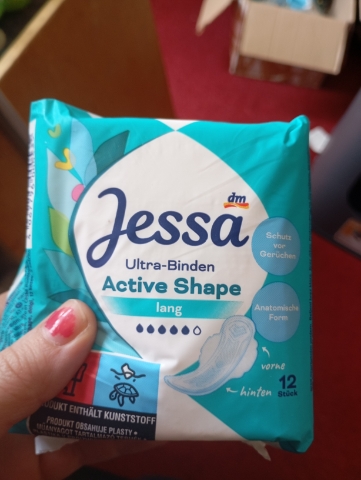 dm
Jessa
Ultra-Binden
Active Shape
lang
Schutz
vor
Gerüchen
Anatomische
Form
vorne
hinten
12
Stück
DUKT ENTHÄLT KUNSTSTOFF
PRODUKT OBSAHUJE PLASTY •